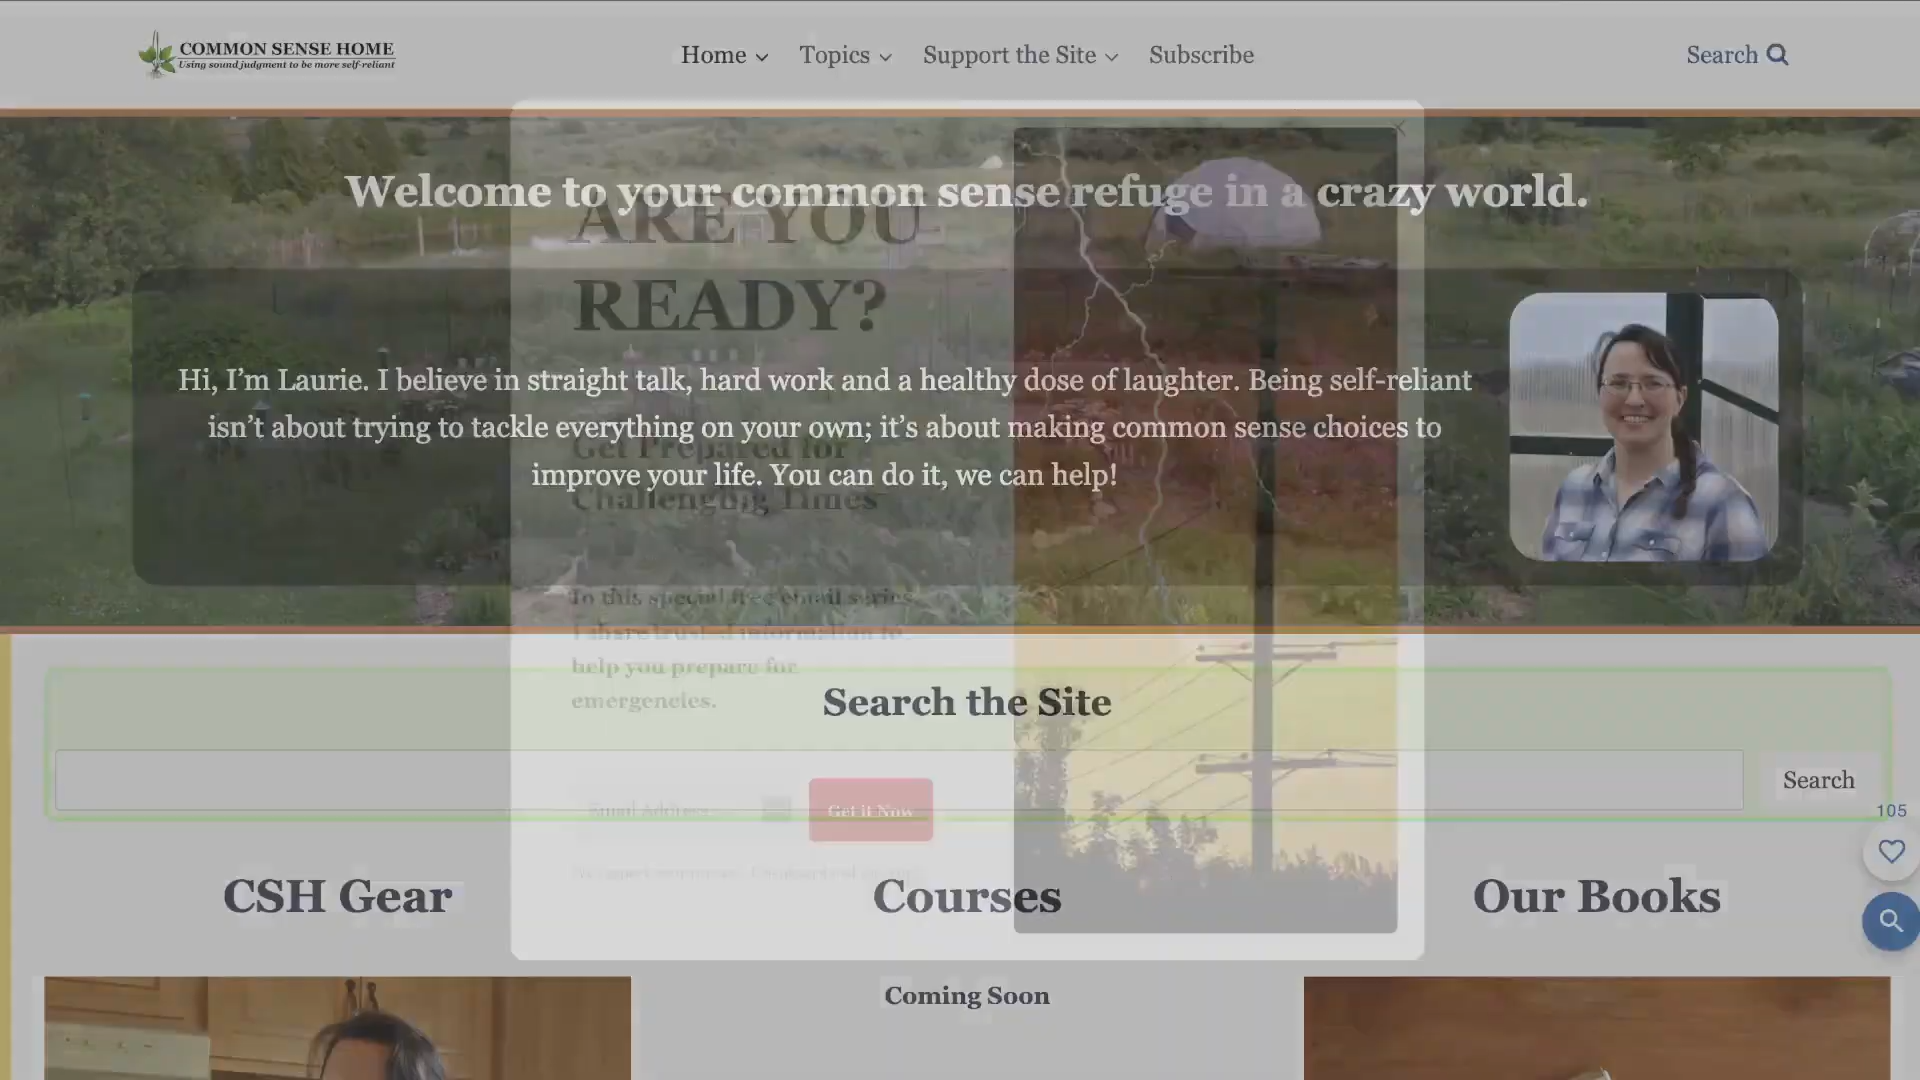 COMMON SENSE HOME
Using sound judgment to be more self-reliant
Home
Topics
Support the Site
Subscribe
Search
Welcome to your common sense refuge in a crazy world.
ARE YOU
READY?
Hi, I'm Laurie. I believe in straight talk, hard work and a healthy dose of laughter. Being self-reliant
isn't about trying to tackle everything on your own; it's about making common sense choices to
improve your life. You can do it, we can help!
Get Prepared for
Challenging Times
In this special free email series,
I share trusted information to
help you prepare for
emergencies.
Search the Site
Search
Email Address
Get it Now
105
CSH Gear
Courses
Our Books
Coming Soon